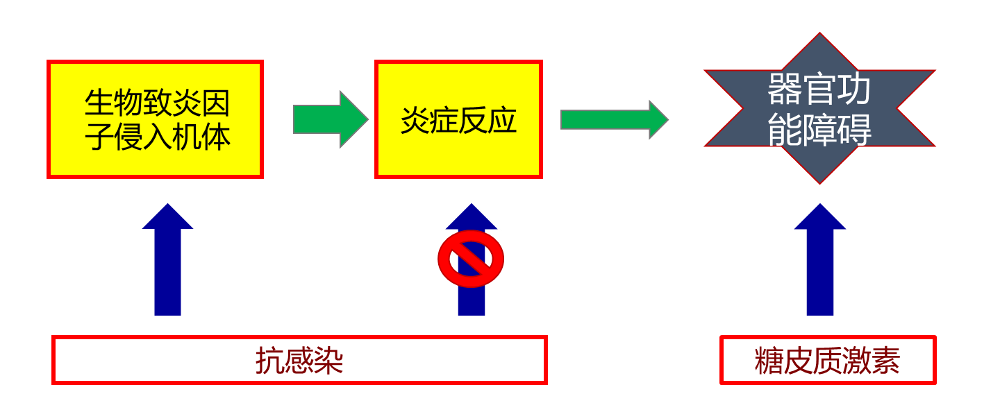 生物致炎因
子侵入机体
炎症反应
器官功
能障碍
抗感染
糖皮质激素